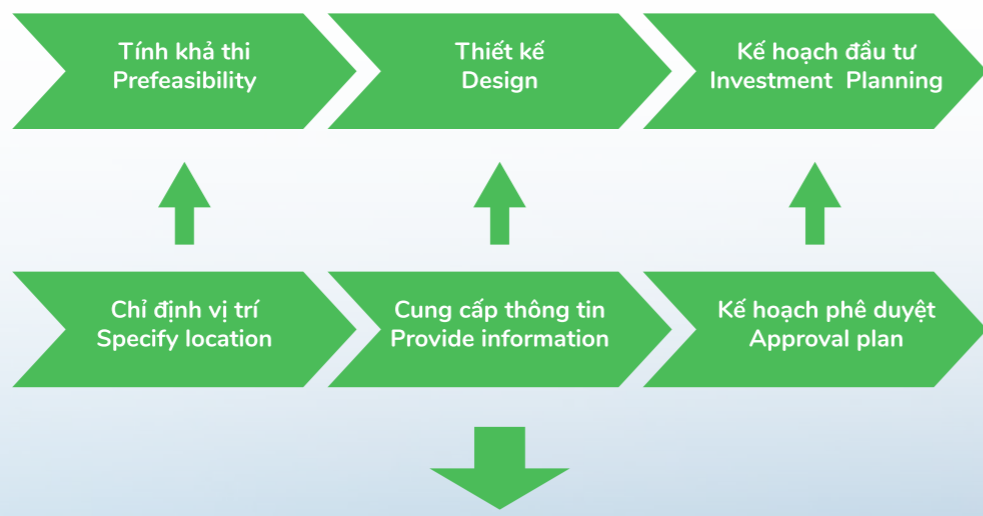 Tính khả thi
Prefeasibility
Thiết kế
Design
Kế hoạch đầu tư
Investment Planning
Chỉ định vị trí
Specify location
Cung cấp thông tin
Provide information
Kế hoạch phê duyệt
Approval plan